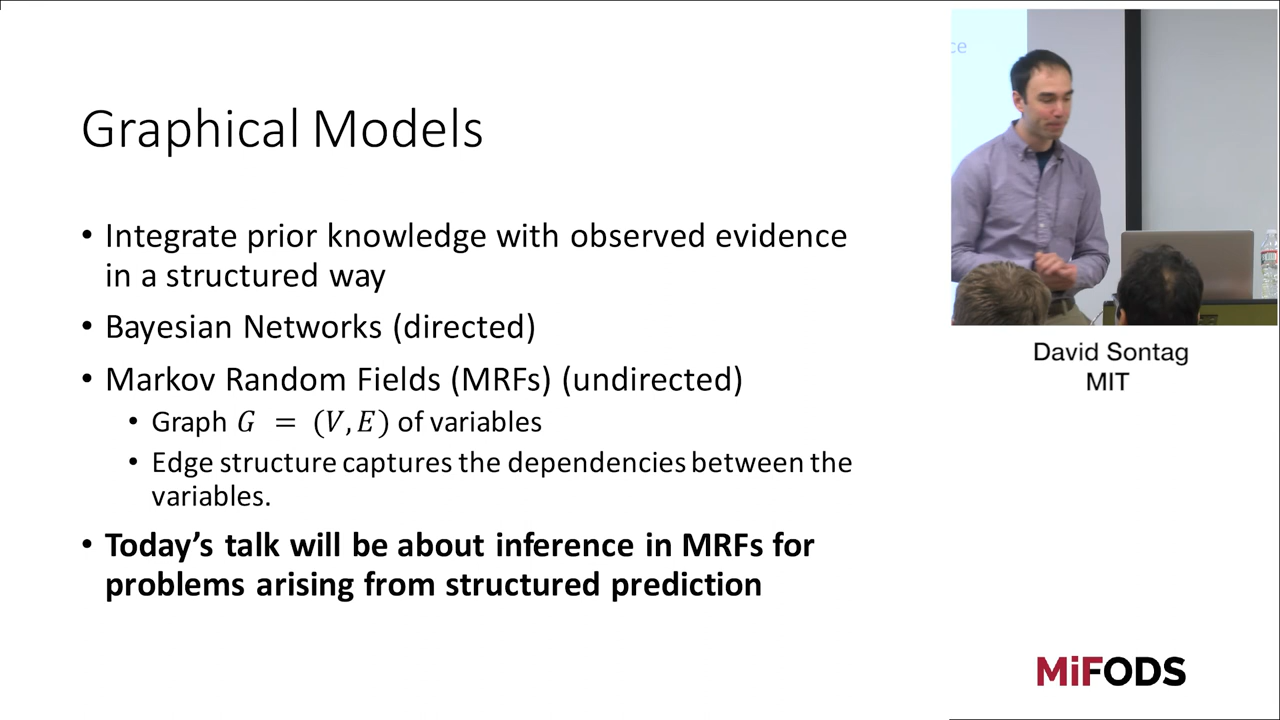 Graphical Models
• Integrate prior knowledge with observed evidence
in a structured way
• Bayesian Networks (directed)
• Markov Random Fields (MRFs) (undirected)
• Graph G = (V, E) of variables
• Edge structure captures the dependencies between the
variables.
• Today's talk will be about inference in MRFs for
problems arising from structured prediction
ce
David Sontag
MIT
MiFODS